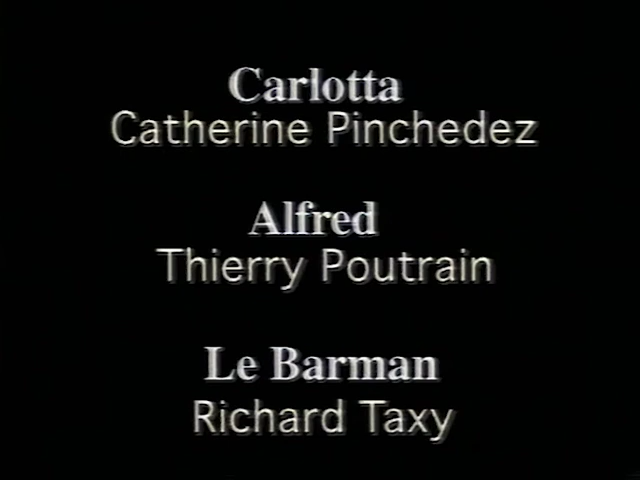 Carlotta
Catherine Pinchedez
Alfred
Thierry Poutrain
Le Barman
Richard Taxy